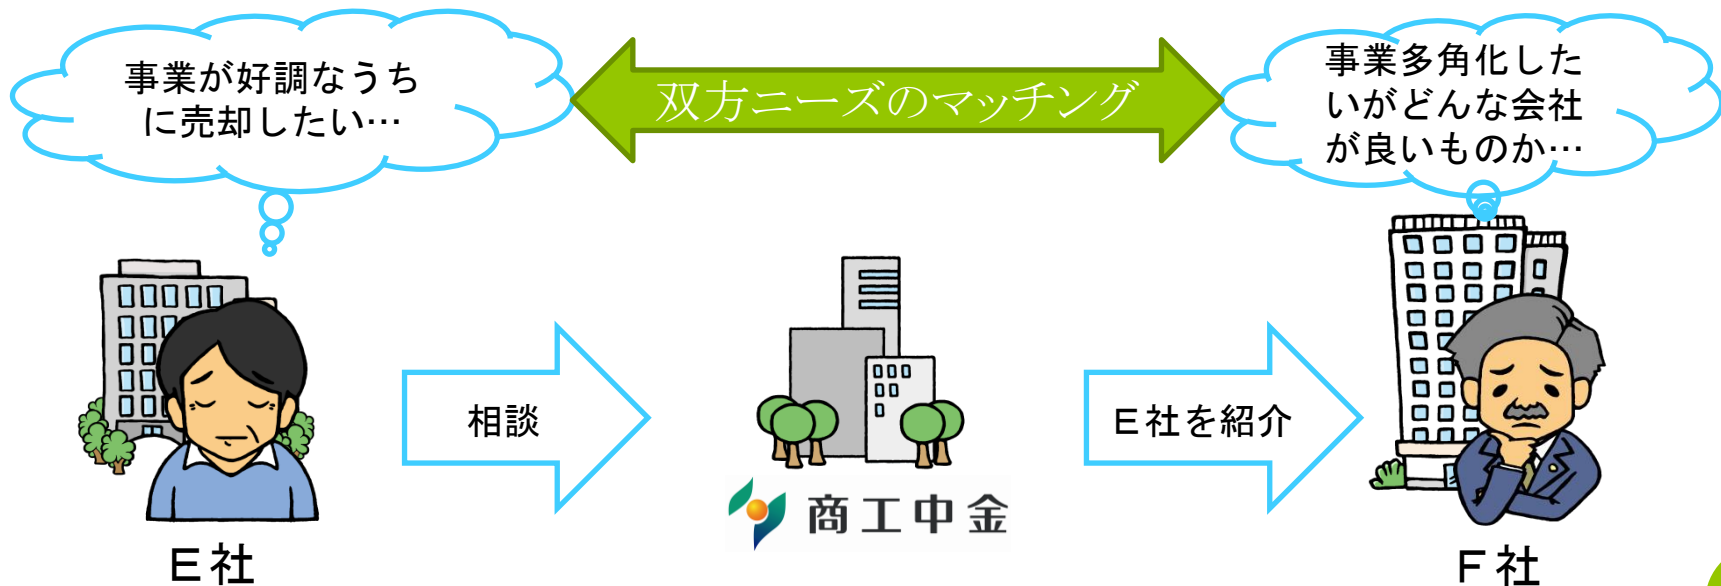 事業が好調なうち
に売却したい…
双方ニーズのマッチング
事業多角化した
いがどんな会社
が良いものか…
相談
E社を紹介
商工中金
E社
F社